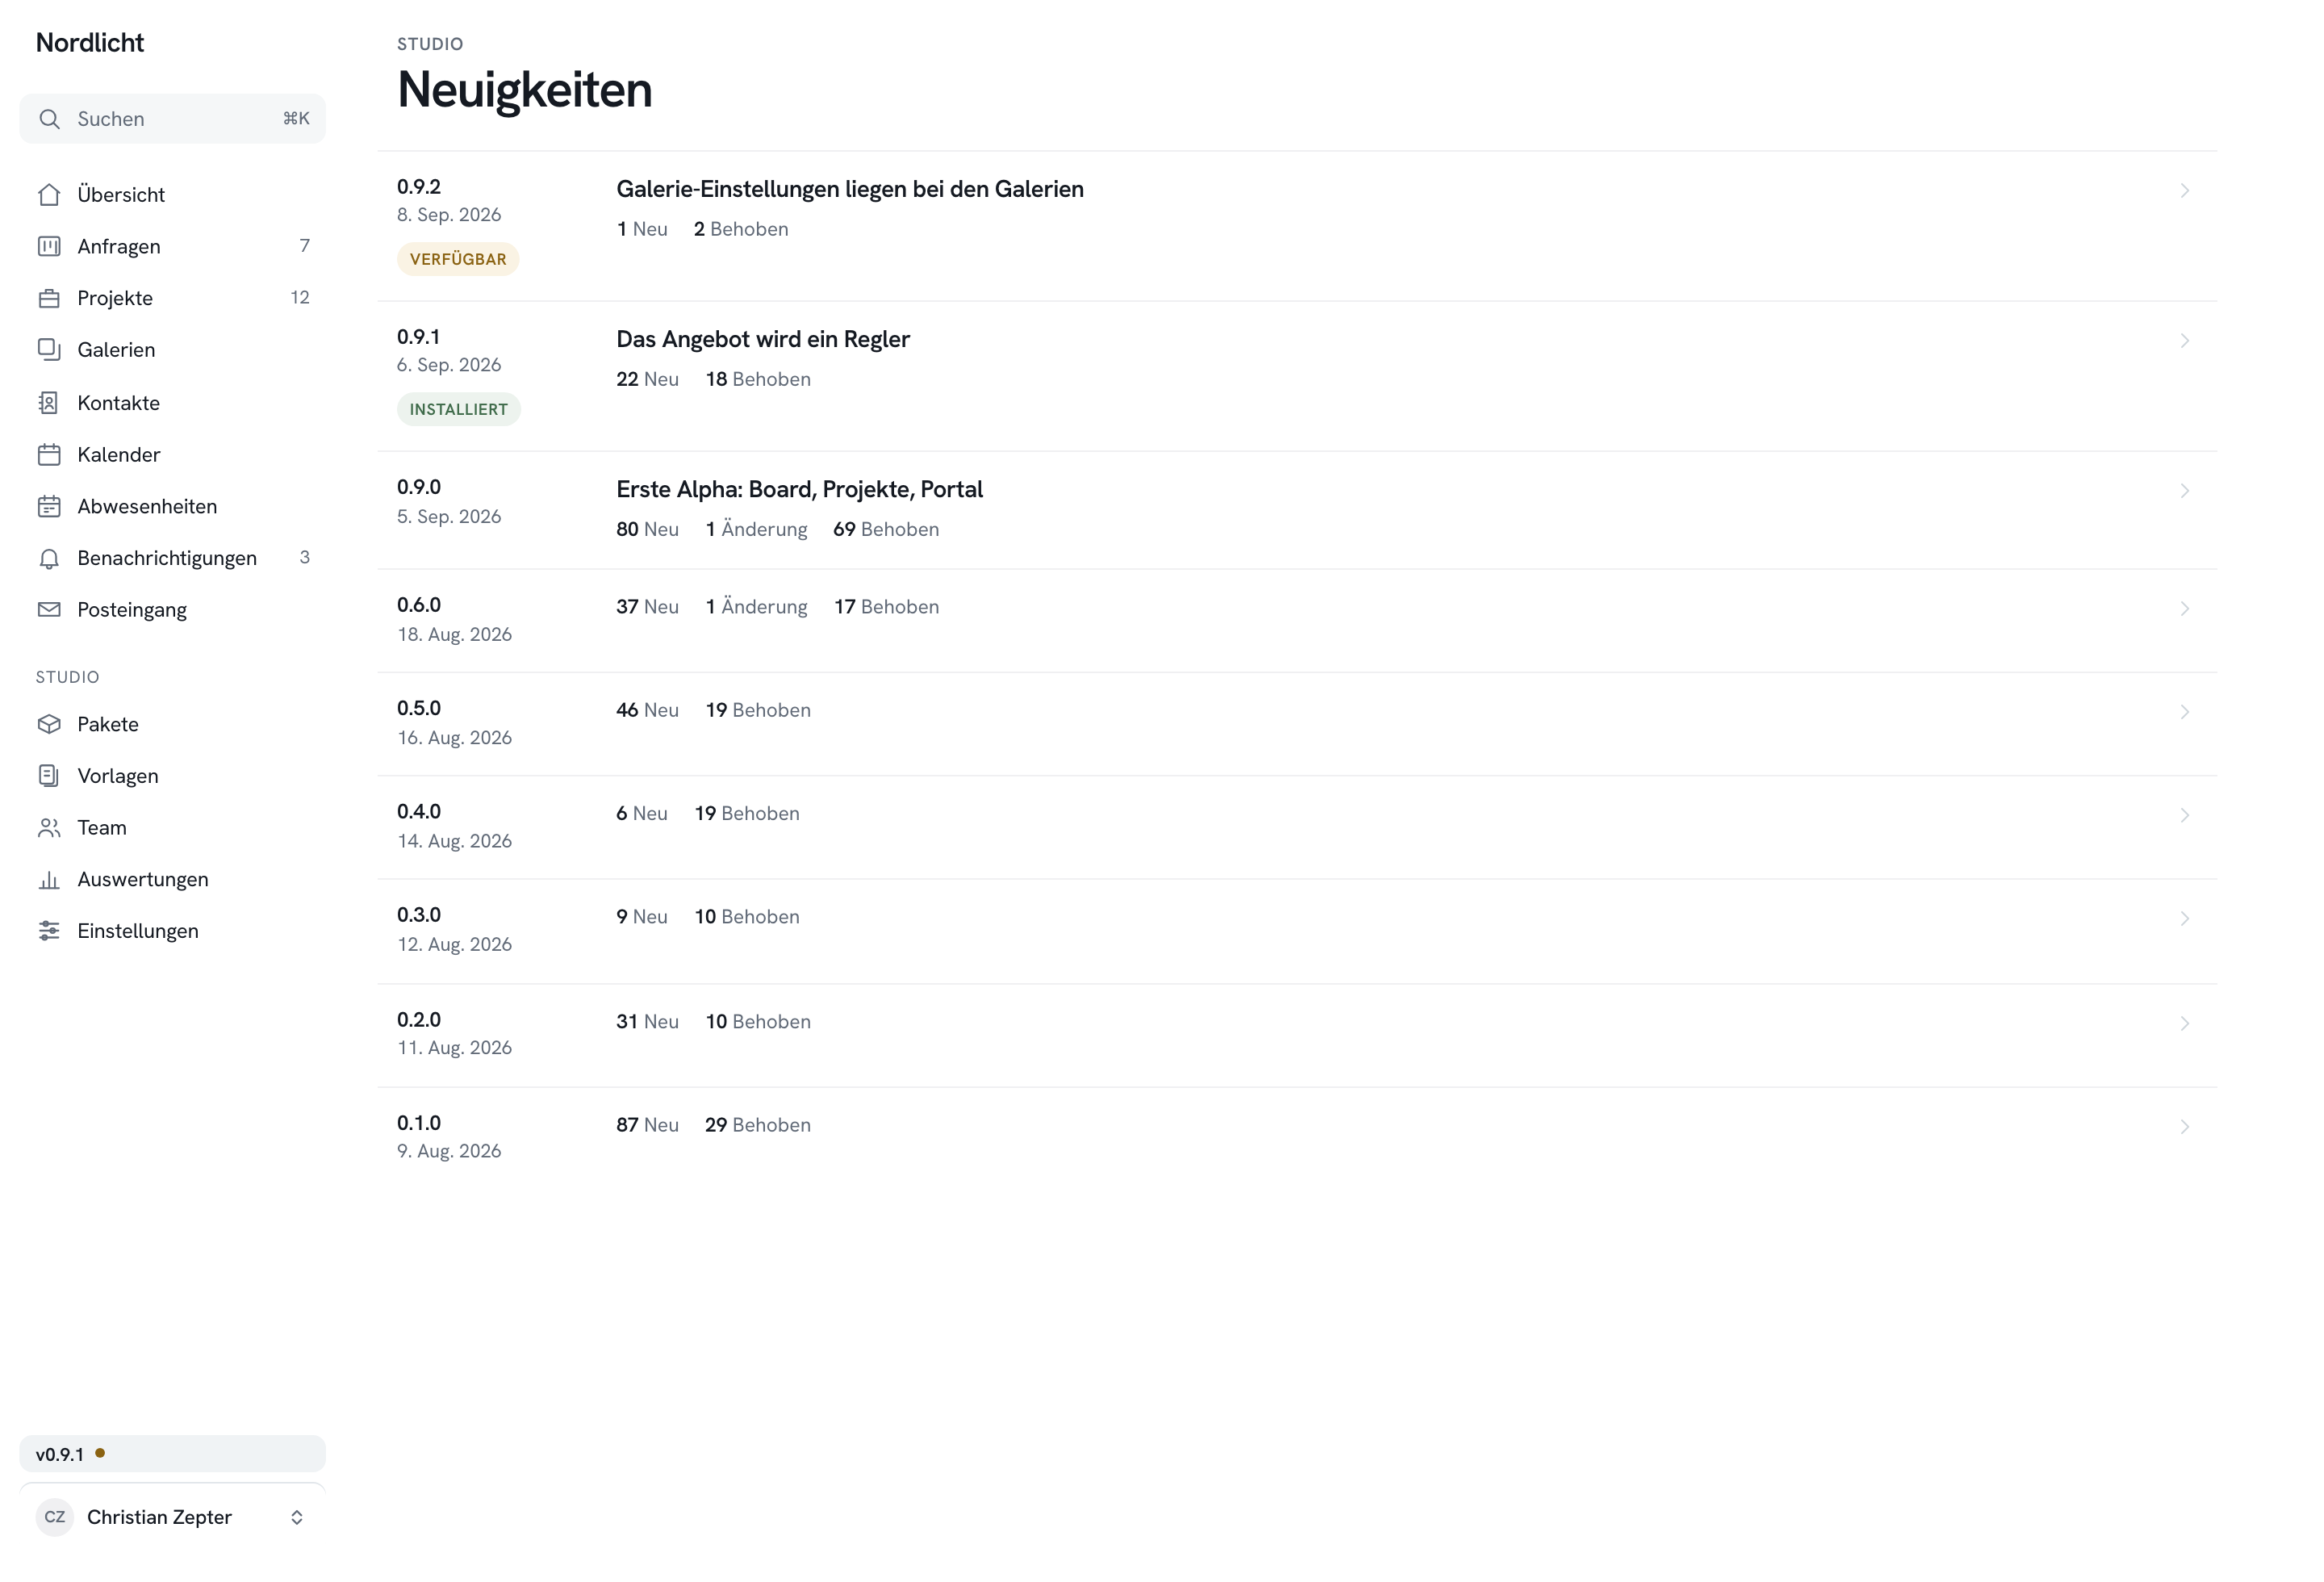 Nordlicht
Suchen ⌘K
Übersicht
Anfragen 7
Projekte 12
Galerien
Kontakte
Kalender
Abwesenheiten
Benachrichtigungen 3
Posteingang
STUDIO
Pakete
Vorlagen
Team
Auswertungen
Einstellungen
v0.9.1
CZ Christian Zepter
STUDIO
Neuigkeiten
0.9.2
8. Sep. 2026
VERFÜGBAR
Galerie-Einstellungen liegen bei den Galerien
1 Neu 2 Behoben
0.9.1
6. Sep. 2026
INSTALLIERT
Das Angebot wird ein Regler
22 Neu 18 Behoben
0.9.0
5. Sep. 2026
Erste Alpha: Board, Projekte, Portal
80 Neu 1 Änderung 69 Behoben
0.6.0
18. Aug. 2026
37 Neu 1 Änderung 17 Behoben
0.5.0
16. Aug. 2026
46 Neu 19 Behoben
0.4.0
14. Aug. 2026
6 Neu 19 Behoben
0.3.0
12. Aug. 2026
9 Neu 10 Behoben
0.2.0
11. Aug. 2026
31 Neu 10 Behoben
0.1.0
9. Aug. 2026
87 Neu 29 Behoben